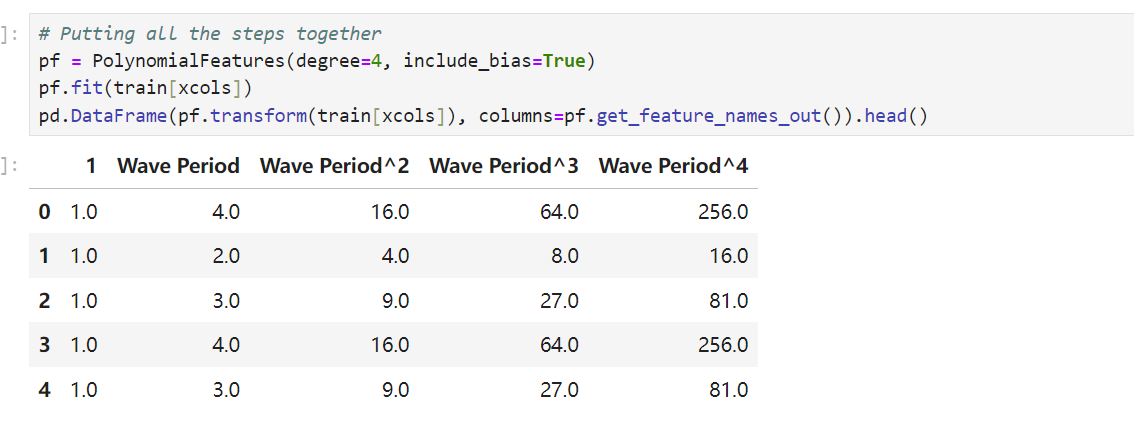 ]: # Putting all the steps together
pf = PolynomialFeatures(degree=4, include_bias=True)
pf.fit(train[xcols])
pd.DataFrame(pf.transform(train[xcols]), columns=pf.get_feature_names_out()).head()
]: 1 Wave Period Wave Period^2 Wave Period^3 Wave Period^4
0 1.0 4.0 16.0 64.0 256.0
1 1.0 2.0 4.0 8.0 16.0
2 1.0 3.0 9.0 27.0 81.0
3 1.0 4.0 16.0 64.0 256.0
4 1.0 3.0 9.0 27.0 81.0